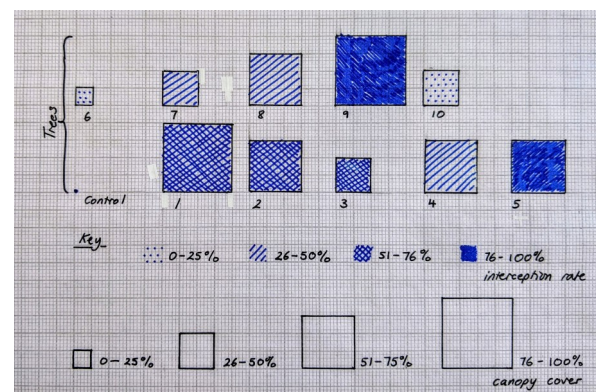 Trees
6 7 8 9 10
Control 1 2 3 4 5
Key
0-25% 26-50% 51-76% 76-100%
interception rate
0-25% 26-50% 51-75% 76-100%
canopy cover